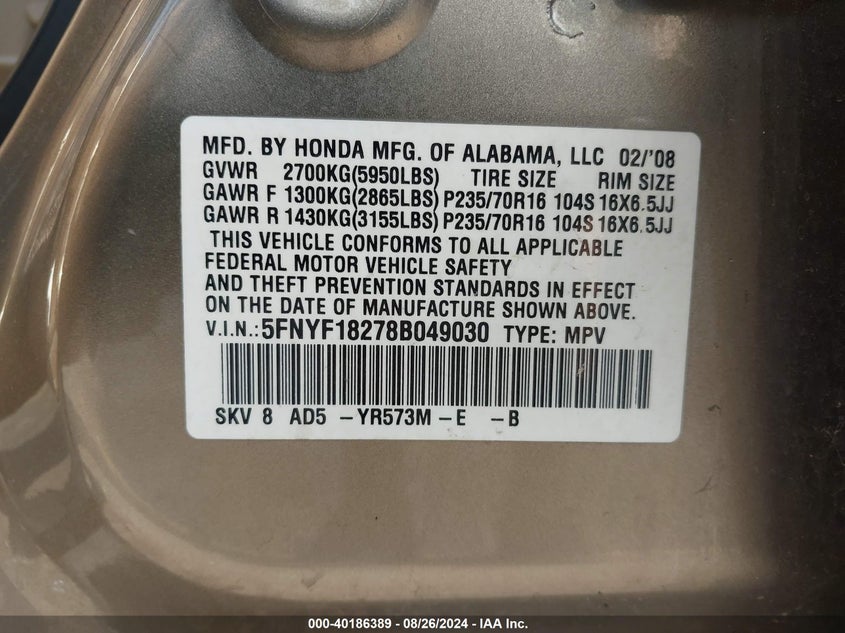 MFD. BY HONDA MFG. OF ALABAMA, LLC 02/'08
GVWR 2700KG(5950LBS) TIRE SIZE RIM SIZE
GAWR F 1300KG(2865LBS) P235/70R16 104S 16X6.5JJ
GAWR R 1430KG(3155LBS) P235/70R16 104S 16X6.5JJ
THIS VEHICLE CONFORMS TO ALL APPLICABLE
FEDERAL MOTOR VEHICLE SAFETY
AND THEFT PREVENTION STANDARDS IN EFFECT
ON THE DATE OF MANUFACTURE SHOWN ABOVE.
V.I.N.:5FNYF18278B049030 TYPE: MPV
SKV 8 AD5 -YR573M-E -B
000-40186389 - 08/26/2024 - IAA Inc.